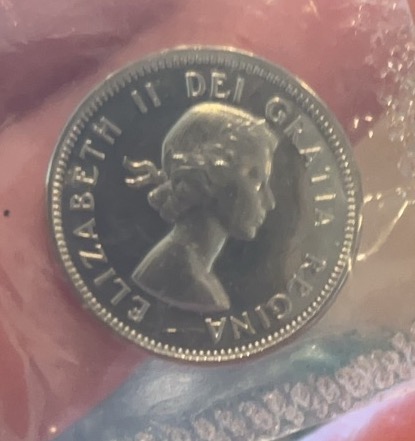 ELIZABETH II DEI GRATIA REGINA